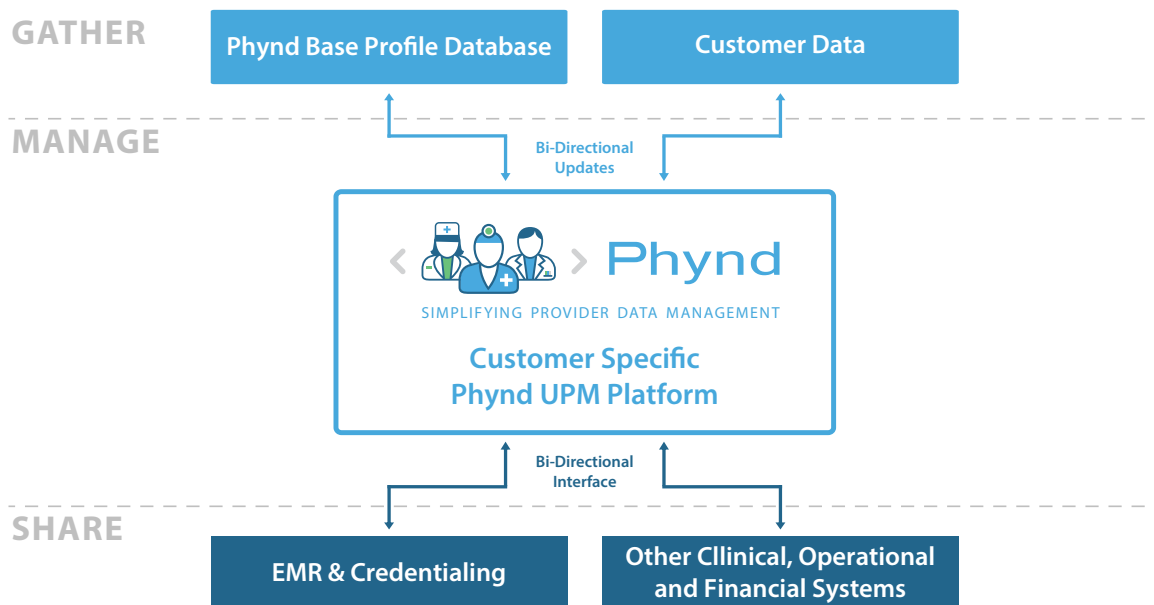 GATHER
Phynd Base Profile Database
Customer Data
MANAGE
Bi-Directional
Updates
Phynd
SIMPLIFYING PROVIDER DATA MANAGEMENT
Customer Specific
Phynd UPM Platform
Bi-Directional
Interface
SHARE
EMR & Credentialing
Other Cllinical, Operational
and Financial Systems